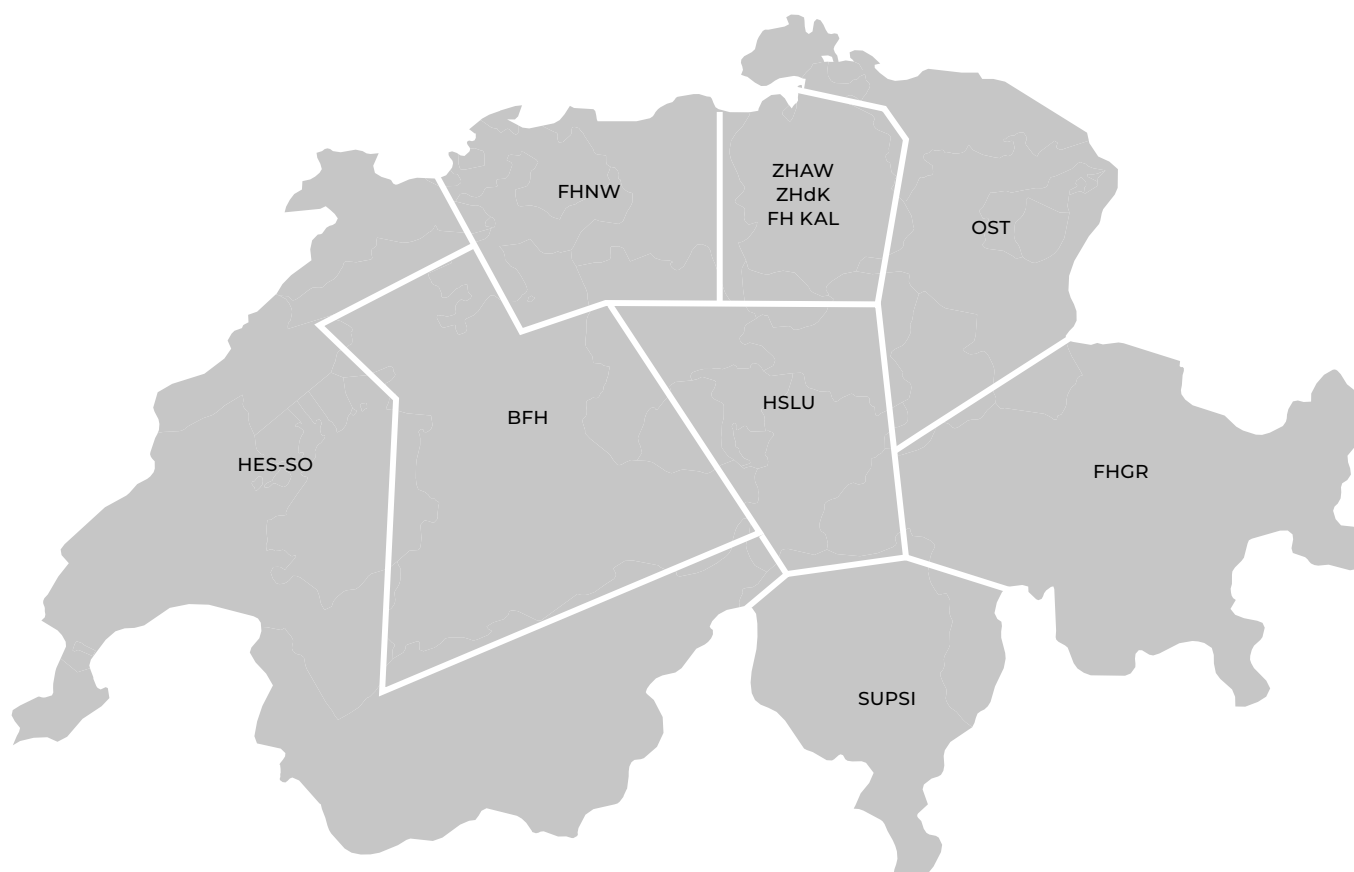 FHNW
ZHAW
ZHdK
FH KAL
OST
BFH
HSLU
HES-SO
FHGR
SUPSI